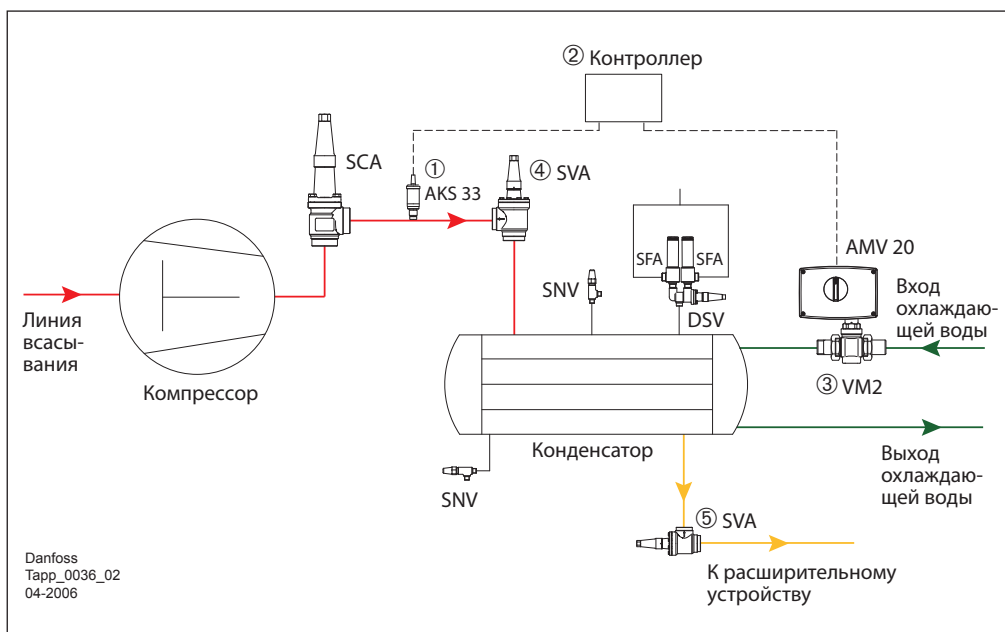 ② Контроллер
SCA
①
AKS 33
④ SVA
SFA
SFA
AMV 20
SNV
DSV
Вход
охлаждаю-
щей воды
Линия
всасы-
вания
Компрессор
③ VM2
Конденсатор
SNV
Выход
охлаждаю-
щей воды
⑤ SVA
К расширительному
устройству
Danfoss
Tapp_0036_02
04-2006